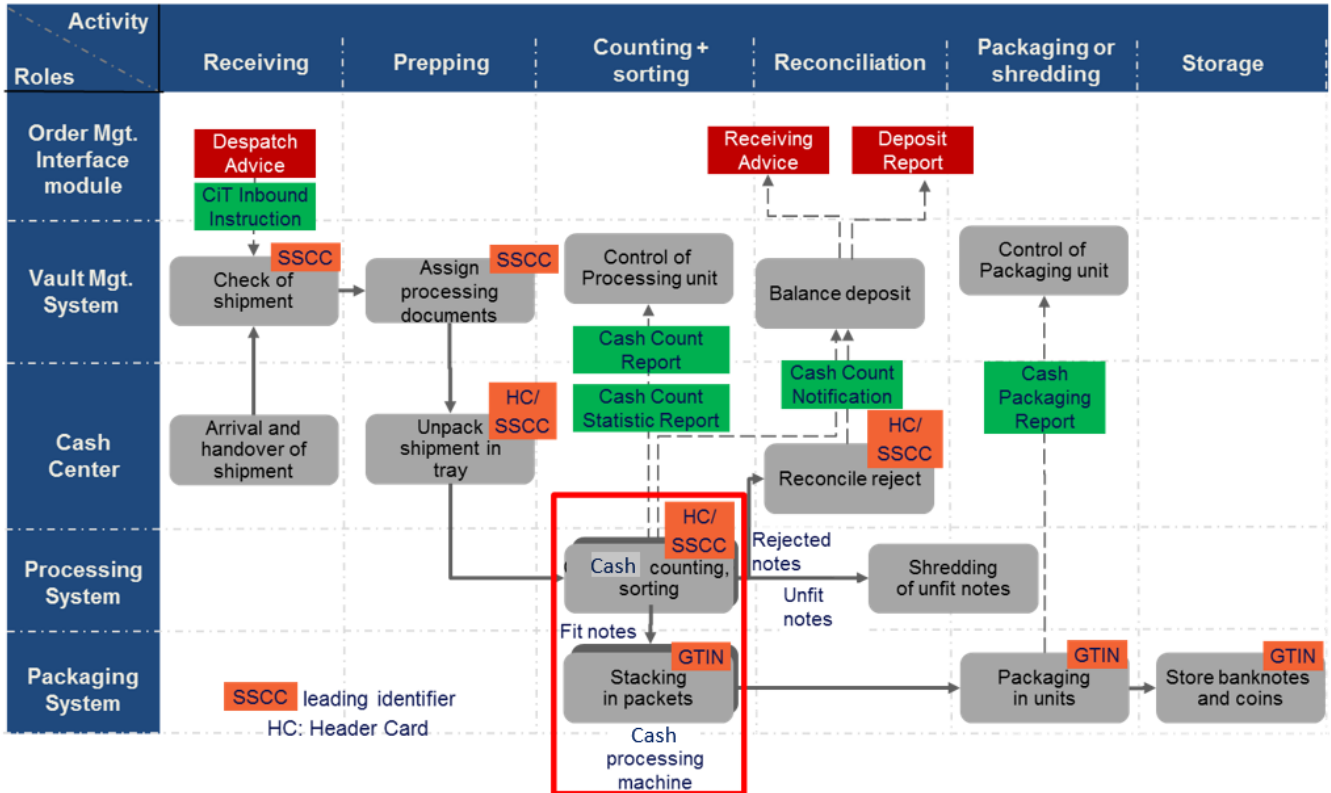 Activity
Roles
Receiving
Prepping
Counting +
sorting
Reconciliation
Packaging or
shredding
Storage
Order Mgt.
Interface
module
Despatch
Advice
CiT Inbound
Instruction
Receiving
Advice
Deposit
Report
Vault Mgt.
System
SSCC
Check of
shipment
SSCC
Assign
processing
documents
Control of
Processing unit
Balance deposit
Control of
Packaging unit
Cash Count
Report
Cash Count
Statistic Report
Cash Count
Notification
Cash
Packaging
Report
Cash
Center
Arrival and
handover of
shipment
HC/
SSCC
Unpack
shipment in
tray
HC/
SSCC
Reconcile reject
Processing
System
HC/
SSCC
Cash counting,
sorting
Rejected
notes
Unfit
notes
Shredding
of unfit notes
Fit notes
Packaging
System
GTIN
Stacking
in packets
GTIN
Packaging
in units
GTIN
Store banknotes
and coins
SSCC leading identifier
HC: Header Card
Cash
processing
machine